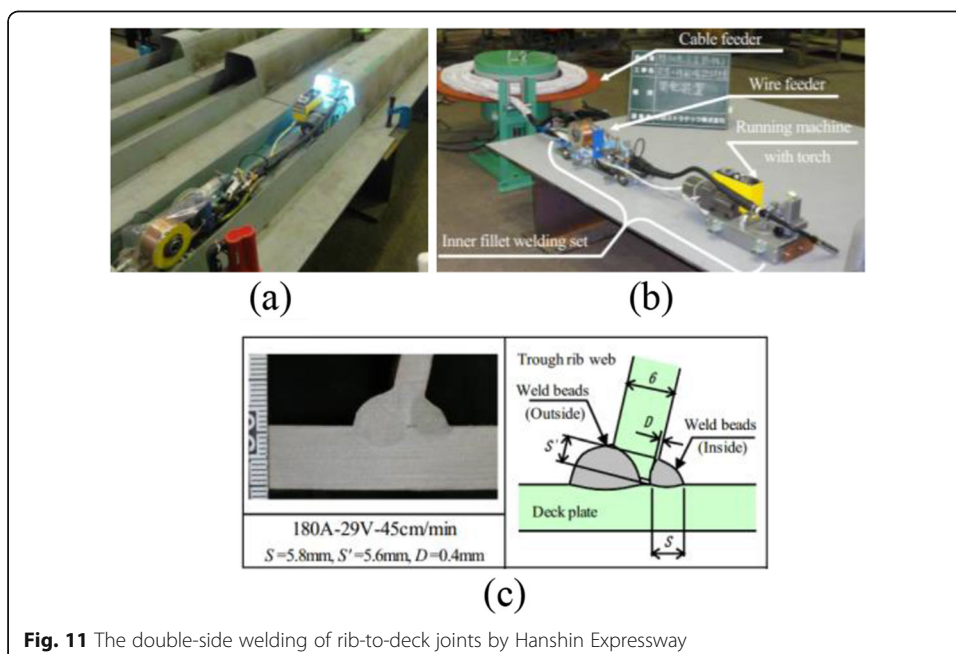 Cable feeder
Wire feeder
Running machine
with torch
Inner fillet welding set
(a)
(b)
180A-29V-45cm/min
S=5.8mm, S'=5.6mm, D=0.4mm
Trough rib web
6
Weld beads
(Outside)
D
Weld beads
(Inside)
S'
Deck plate
S
(c)
Fig. 11 The double-side welding of rib-to-deck joints by Hanshin Expressway